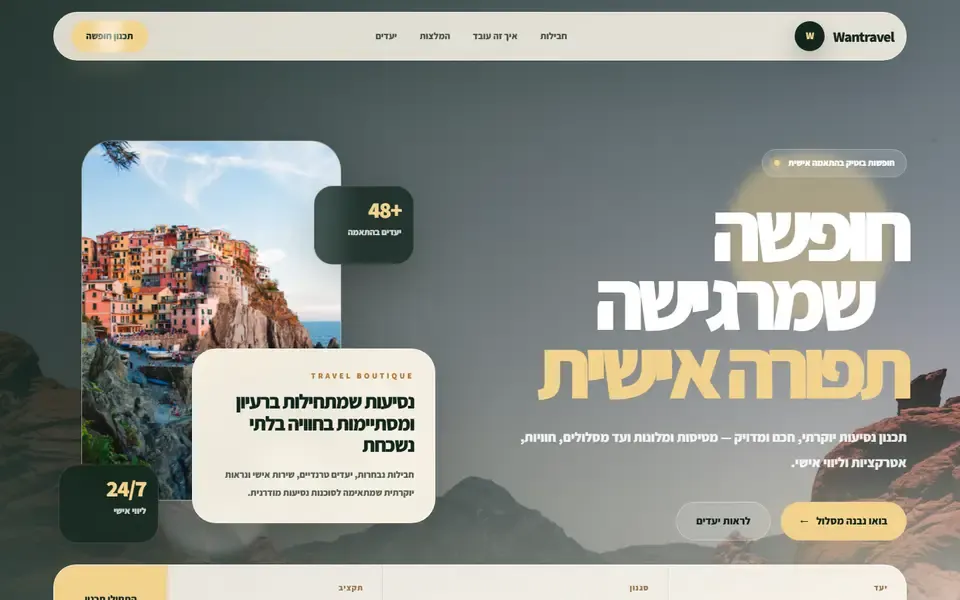 Wantravel
W
חבילות
איך זה עובד
המלצות
יעדים
תכנון חופשה
חופשות בוטיק בהתאמה אישית
חופשה
שמרגישה
תפורה אישית
תכנון נסיעות יוקרתי, חכם ומדויק — מטיסות ומלונות ועד מסלולים, חוויות,
אטרקציות וליווי אישי.
בואו נבנה מסלול ←
לראות יעדים
48+
יעדים בהתאמה
TRAVEL BOUTIQUE
נסיעות שמתחילות ברעיון
ומסתיימות בחוויה בלתי
נשכחת
חבילות נבחרות, יעדים טרנדיים, שירות אישי ונראות
יוקרתית שמתאימה לסוכנות נסיעות מודרנית.
24/7
ליווי אישי
יעד
סגנון
תקציב
התחילו תכנון